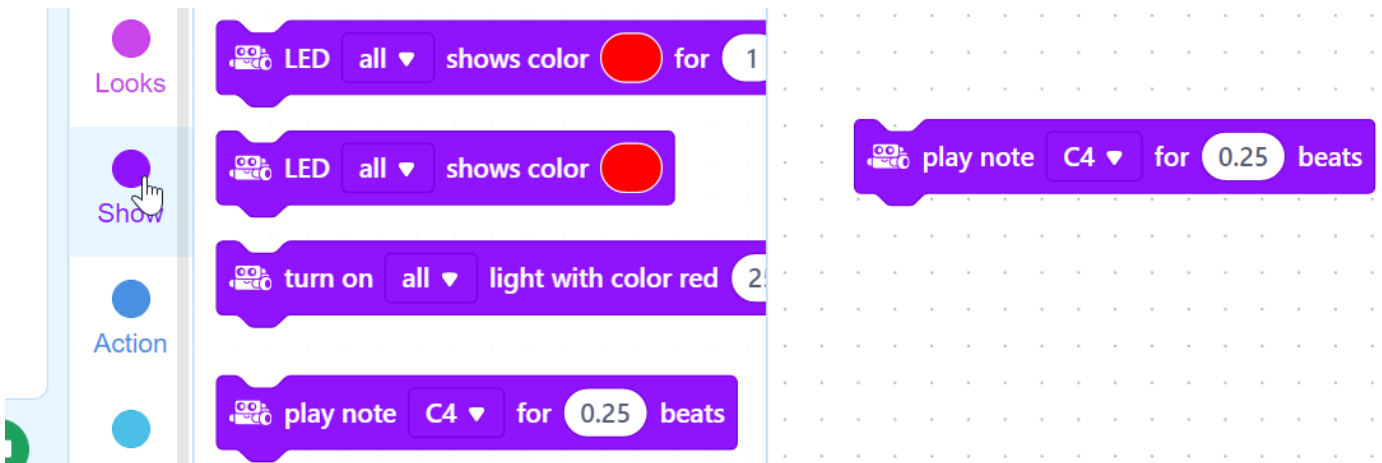 Looks
Show
Action
LED all shows color for 1
LED all shows color
turn on all light with color red
play note C4 for 0.25 beats
play note C4 for 0.25 beats